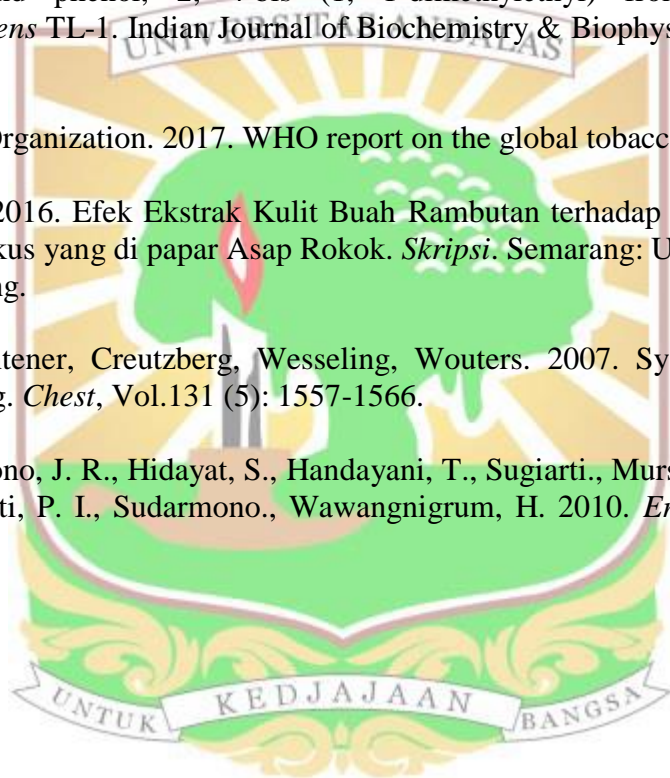 phenol, 2, 4-bis (1, 1-dimethylethyl)
ens TL-1. Indian Journal of Biochemistry & Biophys
UNIVERSITAS ANDALAS
Organization. 2017. WHO report on the global tobacc
2016. Efek Ekstrak Kulit Buah Rambutan terhadap
kus yang di papar Asap Rokok. Skripsi. Semarang: U
ng.
tener, Creutzberg, Wesseling, Wouters. 2007. Sy
g. Chest, Vol.131 (5): 1557-1566.
ono, J. R., Hidayat, S., Handayani, T., Sugiarti., Murs
ti, P. I., Sudarmono., Wawangnigrum, H. 2010. En
UNTUK KEDJAJAAN BANGSA